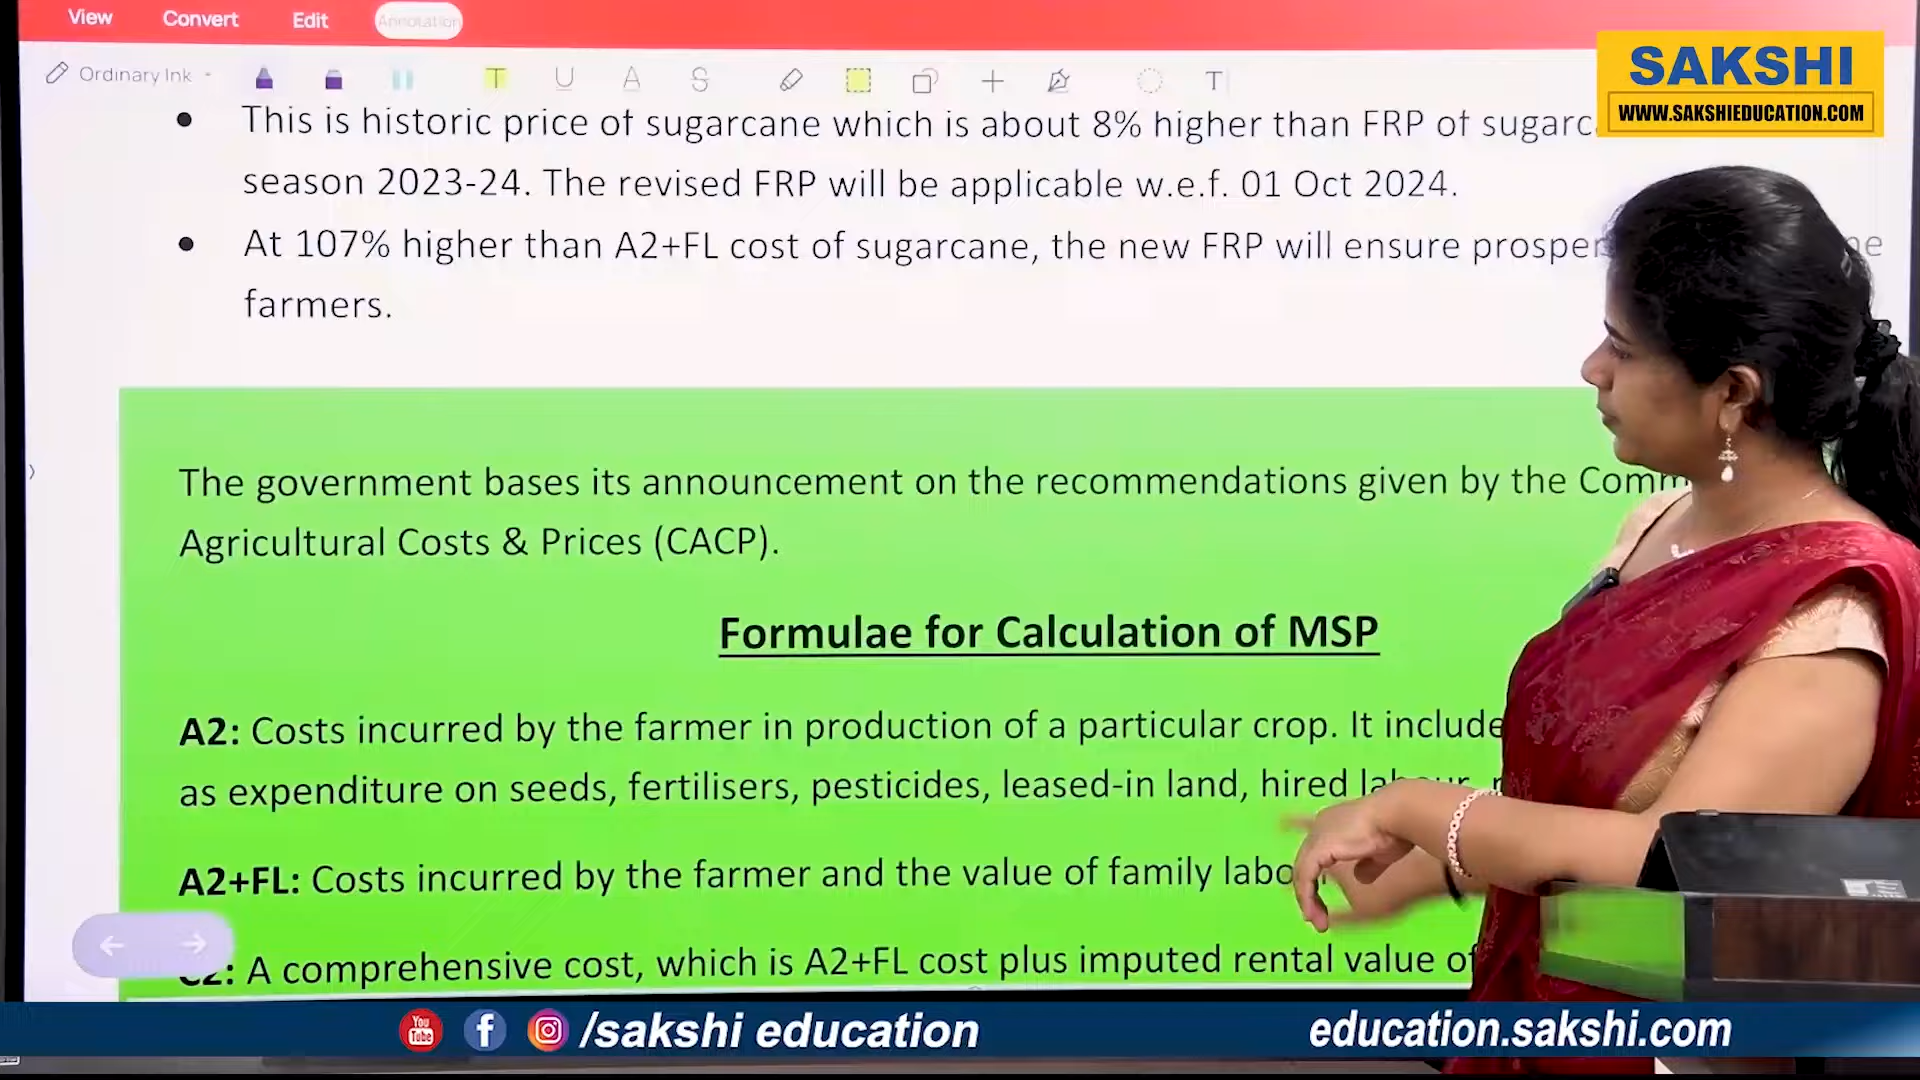 View Convert Edit Annotation
Ordinary Ink
SAKSHI
WWW.SAKSHIEDUCATION.COM
• This is historic price of sugarcane which is about 8% higher than FRP of
season 2023-24. The revised FRP will be applicable w.e.f. 01 Oct 2024.
• At 107% higher than A2+FL cost of sugarcane, the new FRP will ensure
farmers.
The government bases its announcement on the recommendations given by the
Agricultural Costs & Prices (CACP).
Formulae for Calculation of MSP
A2: Costs incurred by the farmer in production of a particular crop. It
as expenditure on seeds, fertilisers, pesticides, leased-in land, hired
A2+FL: Costs incurred by the farmer and the value of family
C2: A comprehensive cost, which is A2+FL cost plus imputed rental value of
You Tube /sakshi education education.sakshi.com